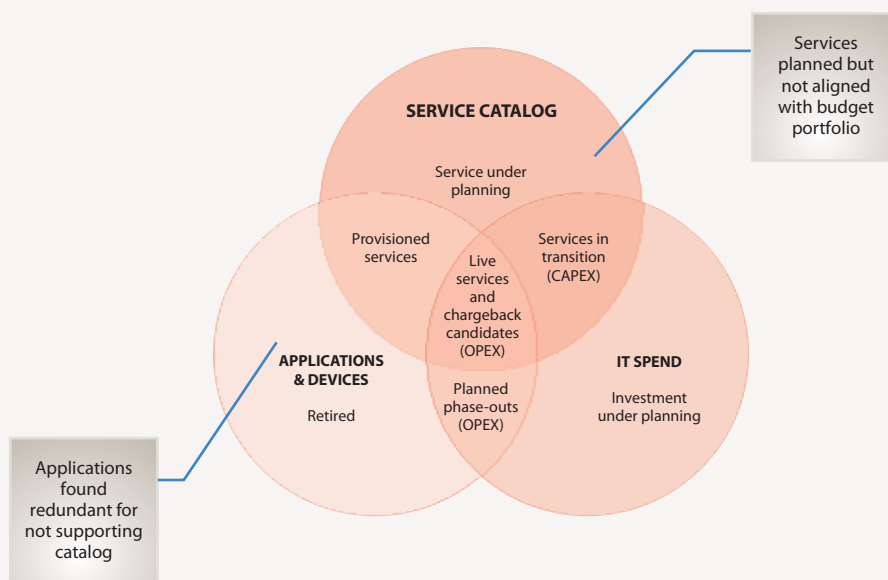 Services
planned but
not aligned
with budget
portfolio
SERVICE CATALOG
Service under
planning
Provisioned
services
Services in
transition
(CAPEX)
Live
services
and
chargeback
candidates
(OPEX)
APPLICATIONS
& DEVICES
Retired
IT SPEND
Investment
under planning
Planned
phase-outs
(OPEX)
Applications
found
redundant for
not supporting
catalog